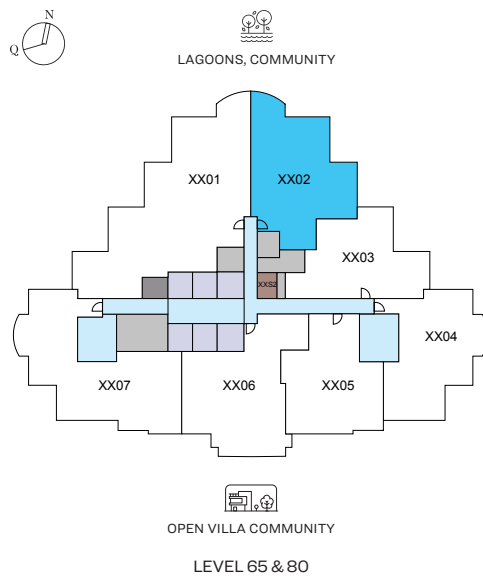 N
Q
LAGOONS, COMMUNITY
XX01
XX02
XX03
XXS2
XX04
XX07
XX06
XX05
OPEN VILLA COMMUNITY
LEVEL 65 & 80